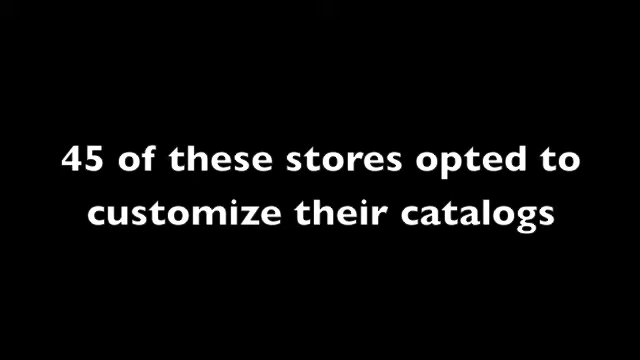 45 of these stores opted to
customize their catalogs